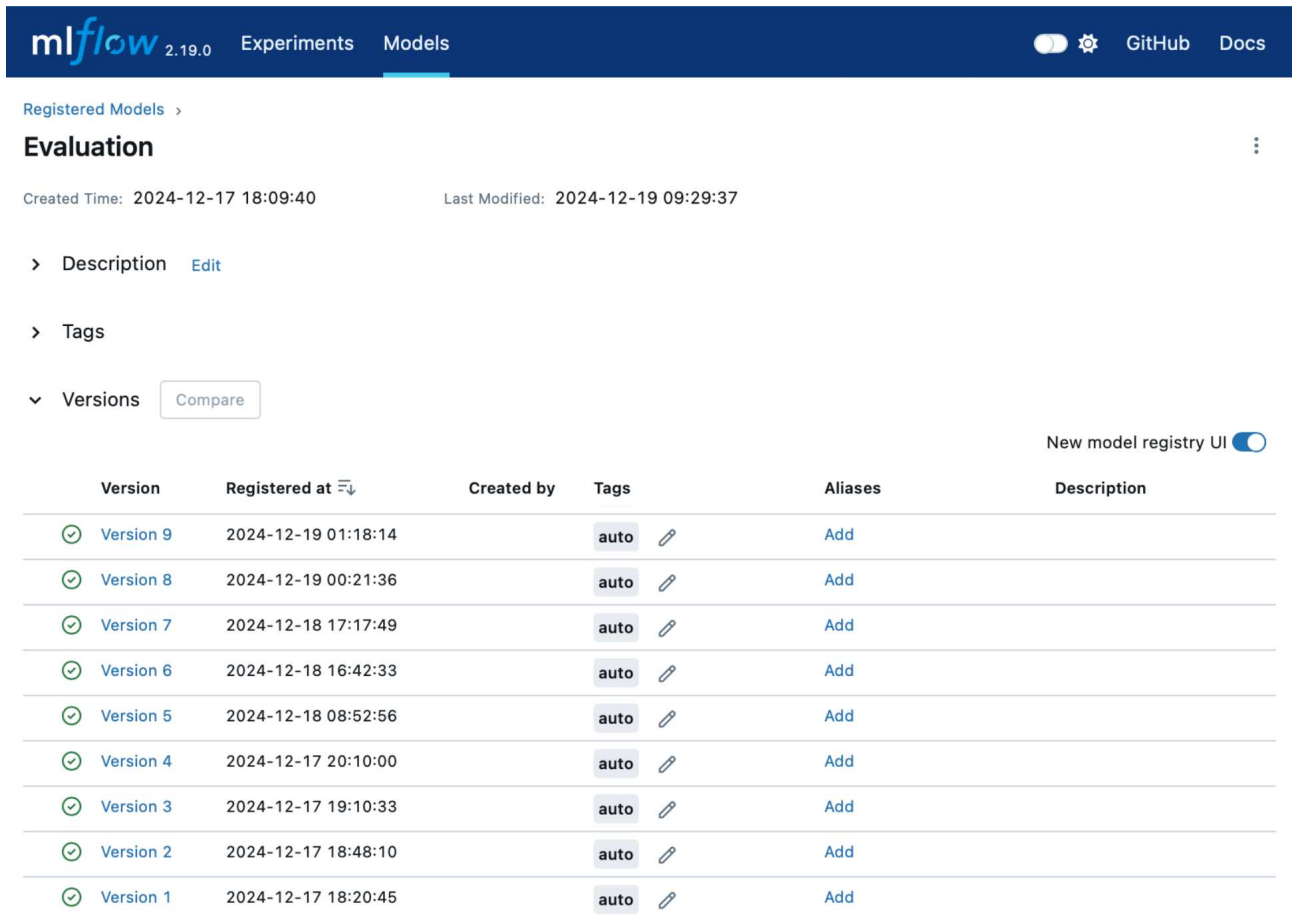 mlflow 2.19.0 Experiments Models GitHub Docs
Registered Models ›
Evaluation
Created Time: 2024-12-17 18:09:40 Last Modified: 2024-12-19 09:29:37
Description Edit
Tags
Versions Compare
New model registry UI
Version Registered at Created by Tags Aliases Description
Version 9 2024-12-19 01:18:14 auto Add
Version 8 2024-12-19 00:21:36 auto Add
Version 7 2024-12-18 17:17:49 auto Add
Version 6 2024-12-18 16:42:33 auto Add
Version 5 2024-12-18 08:52:56 auto Add
Version 4 2024-12-17 20:10:00 auto Add
Version 3 2024-12-17 19:10:33 auto Add
Version 2 2024-12-17 18:48:10 auto Add
Version 1 2024-12-17 18:20:45 auto Add